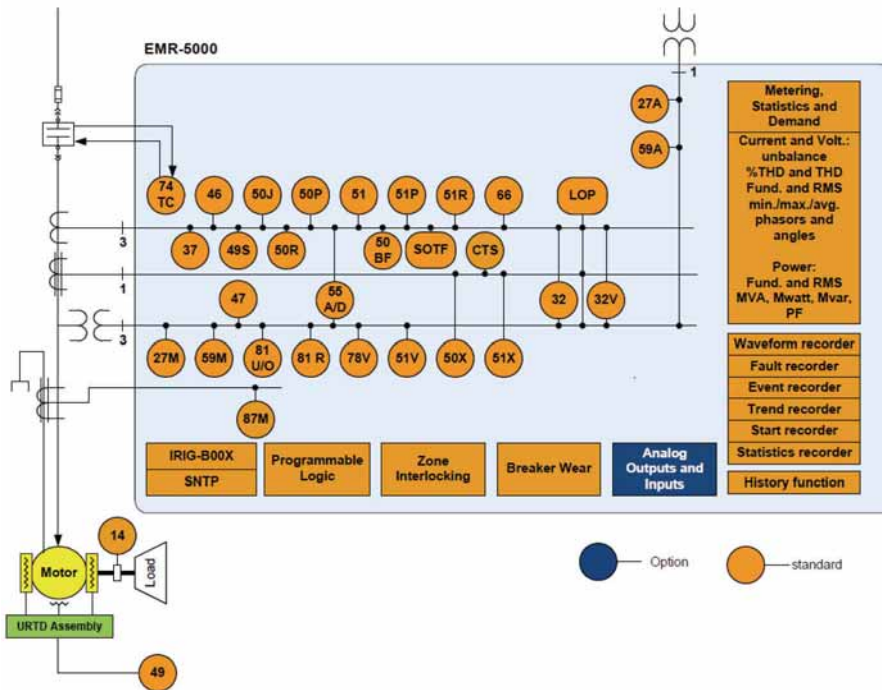 EMR-5000
1
27A
59A
Metering,
Statistics and
Demand
Current and Volt.:
unbalance
%THD and THD
Fund. and RMS
min./max./avg.
phasors and
angles
Power:
Fund. and RMS
MVA, Mwatt, Mvar,
PF
74
TC
46
50J
50P
51
51P
51R
66
LOP
3
37
49S
50R
50
BF
SOTF
CTS
1
47
55
A/D
32
32V
3
27M
59M
81
U/O
81 R
78V
51V
50X
51X
87M
Waveform recorder
Fault recorder
Event recorder
Trend recorder
Start recorder
Statistics recorder
History function
IRIG-B00X
SNTP
Programmable
Logic
Zone
Interlocking
Breaker Wear
Analog
Outputs and
Inputs
14
Motor
Load
URTD Assembly
49
Option
standard